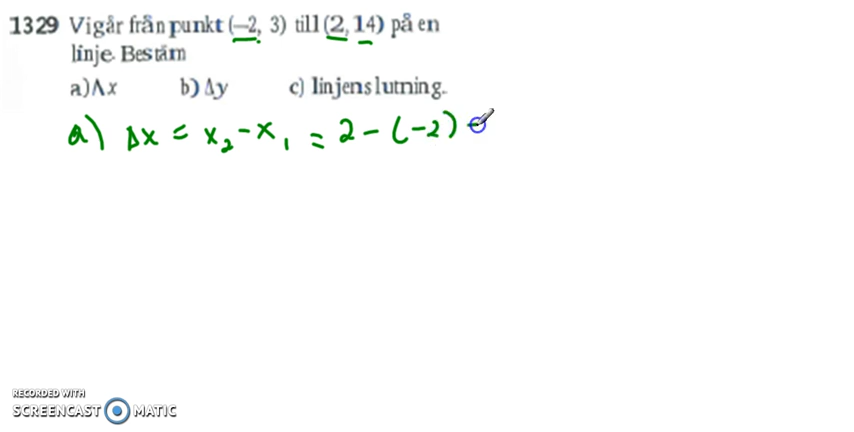 1329 Vi går från punkt (−2, 3) till (2, 14) på en
linje. Bestäm
a) Δx b) Δy c) linjens lutning.
a) Δx = x₂ − x₁ = 2 − (−2) =
RECORDED WITH
SCREENCAST MATIC